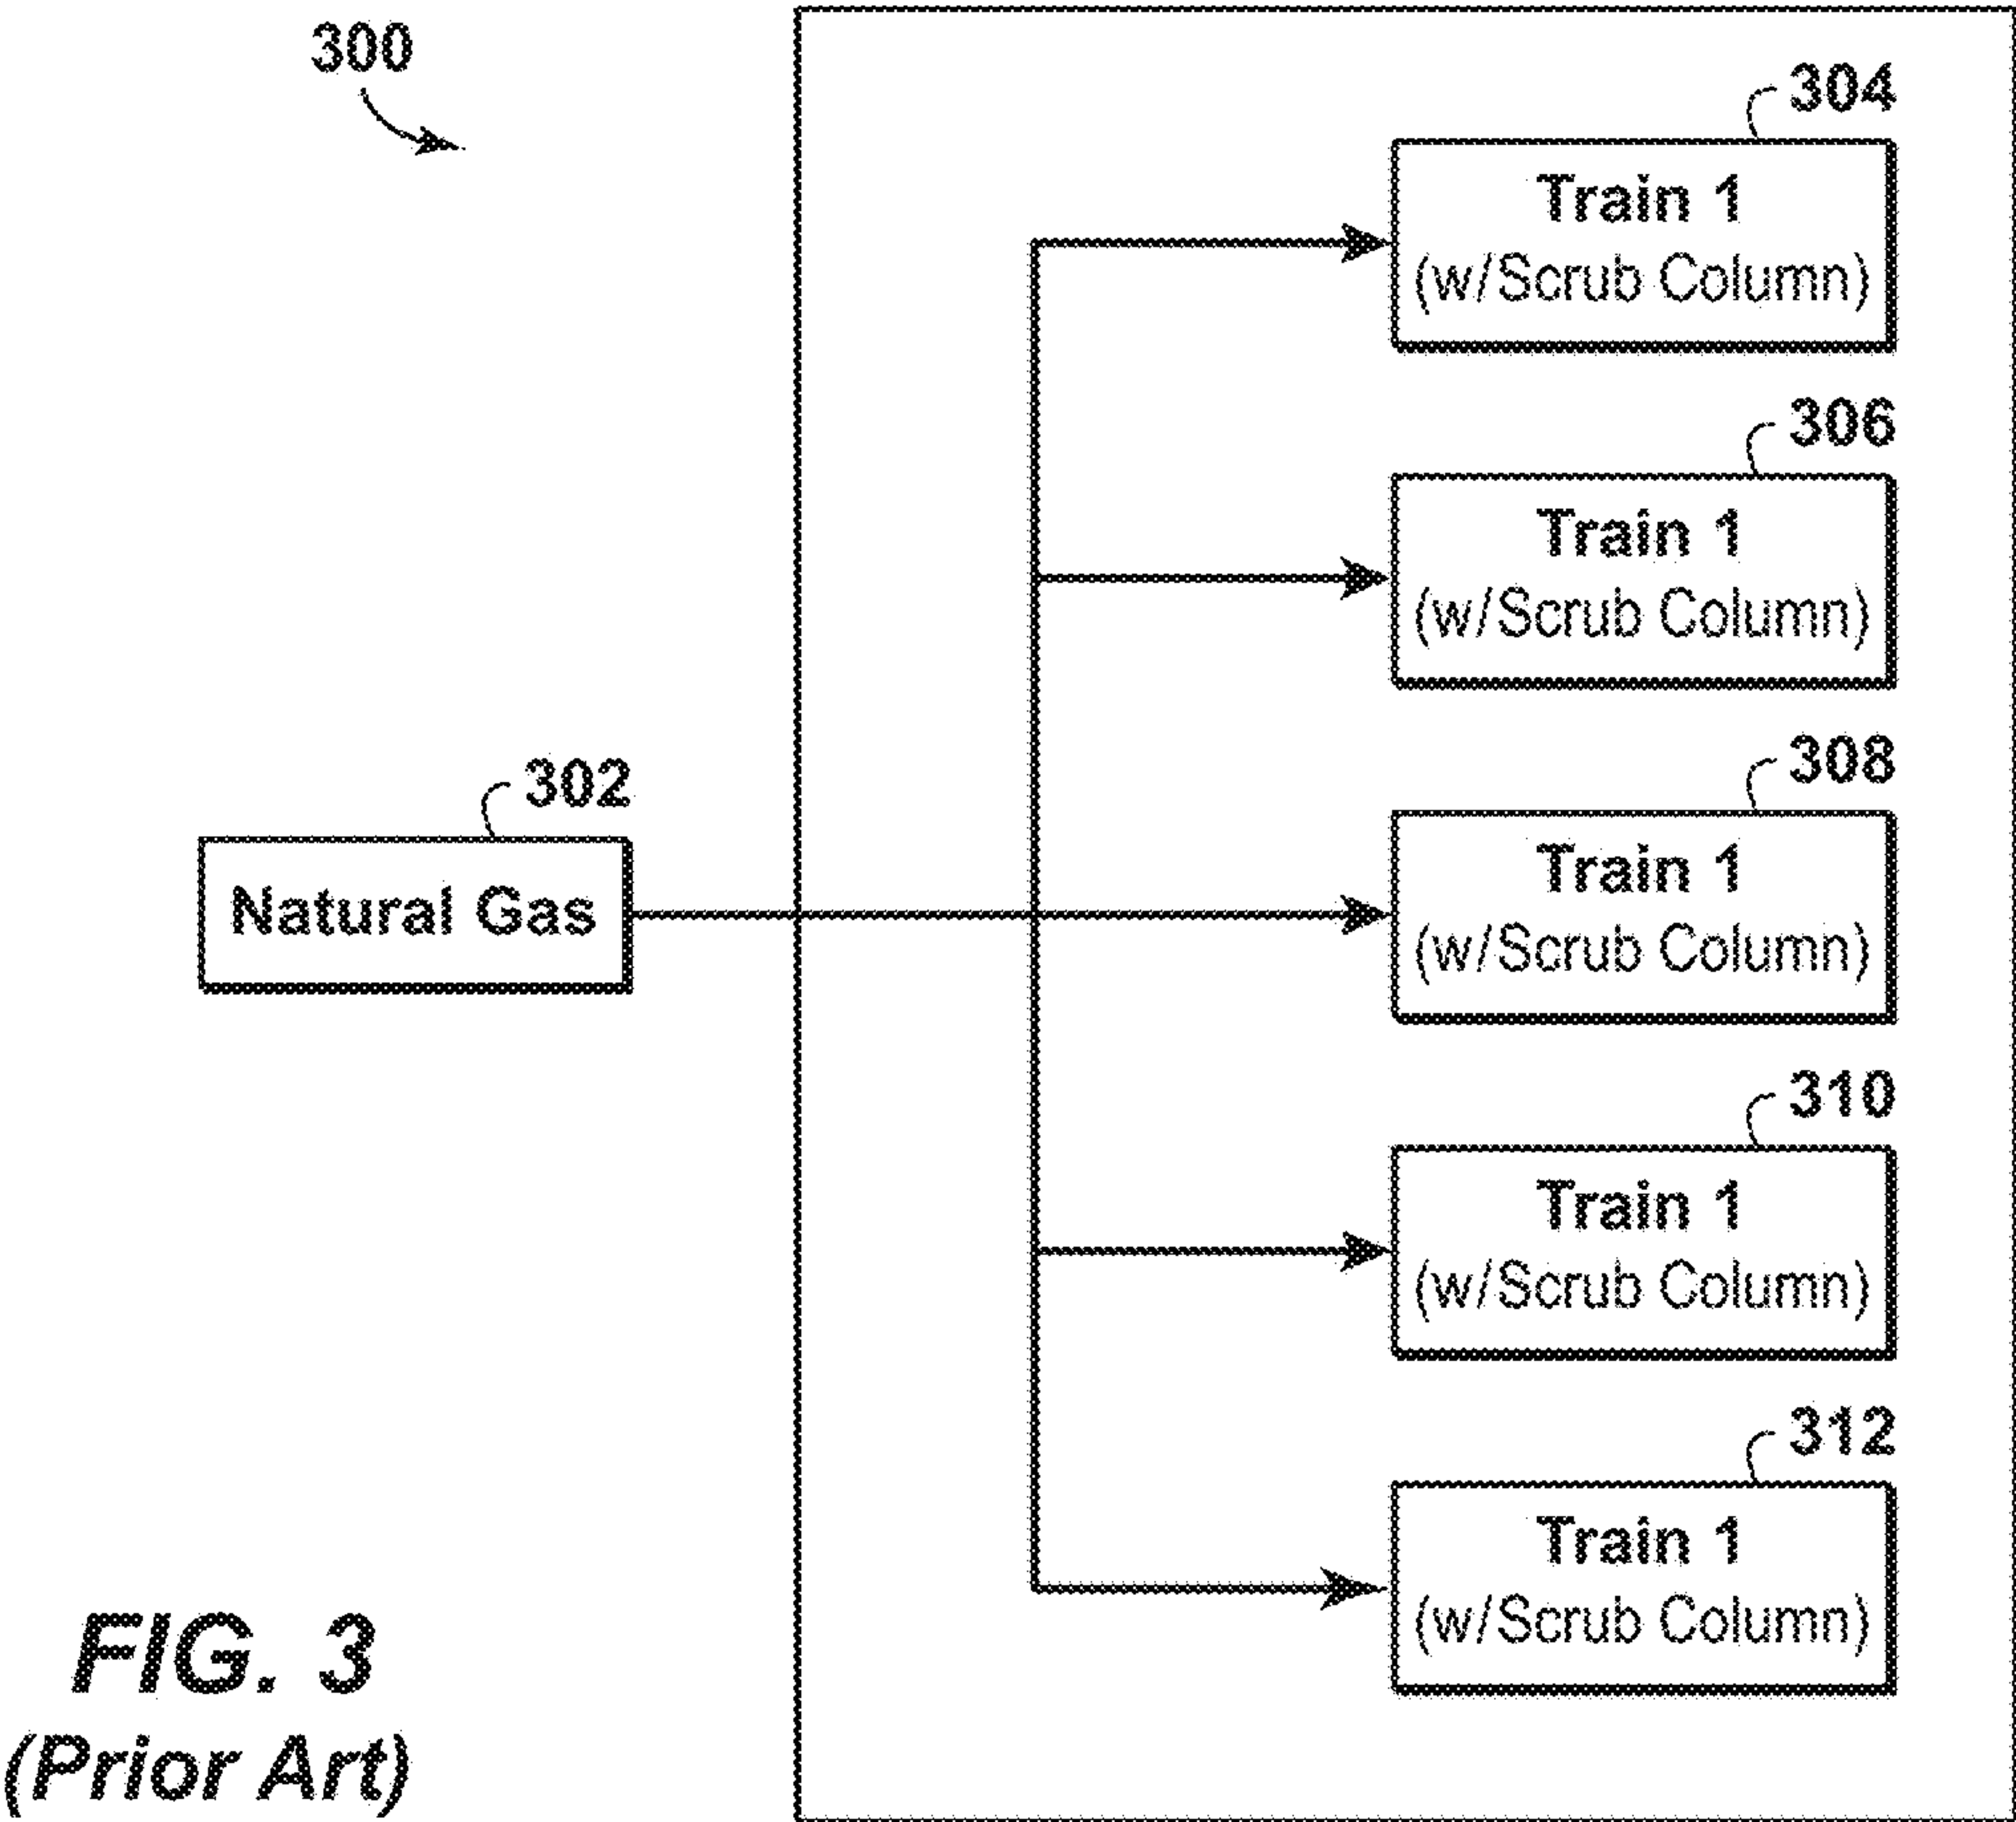 300
304
Train 1
(w/Scrub Column)
306
Train 1
(w/Scrub Column)
302
Natural Gas
308
Train 1
(w/Scrub Column)
310
Train 1
(w/Scrub Column)
312
Train 1
(w/Scrub Column)
FIG. 3
(Prior Art)